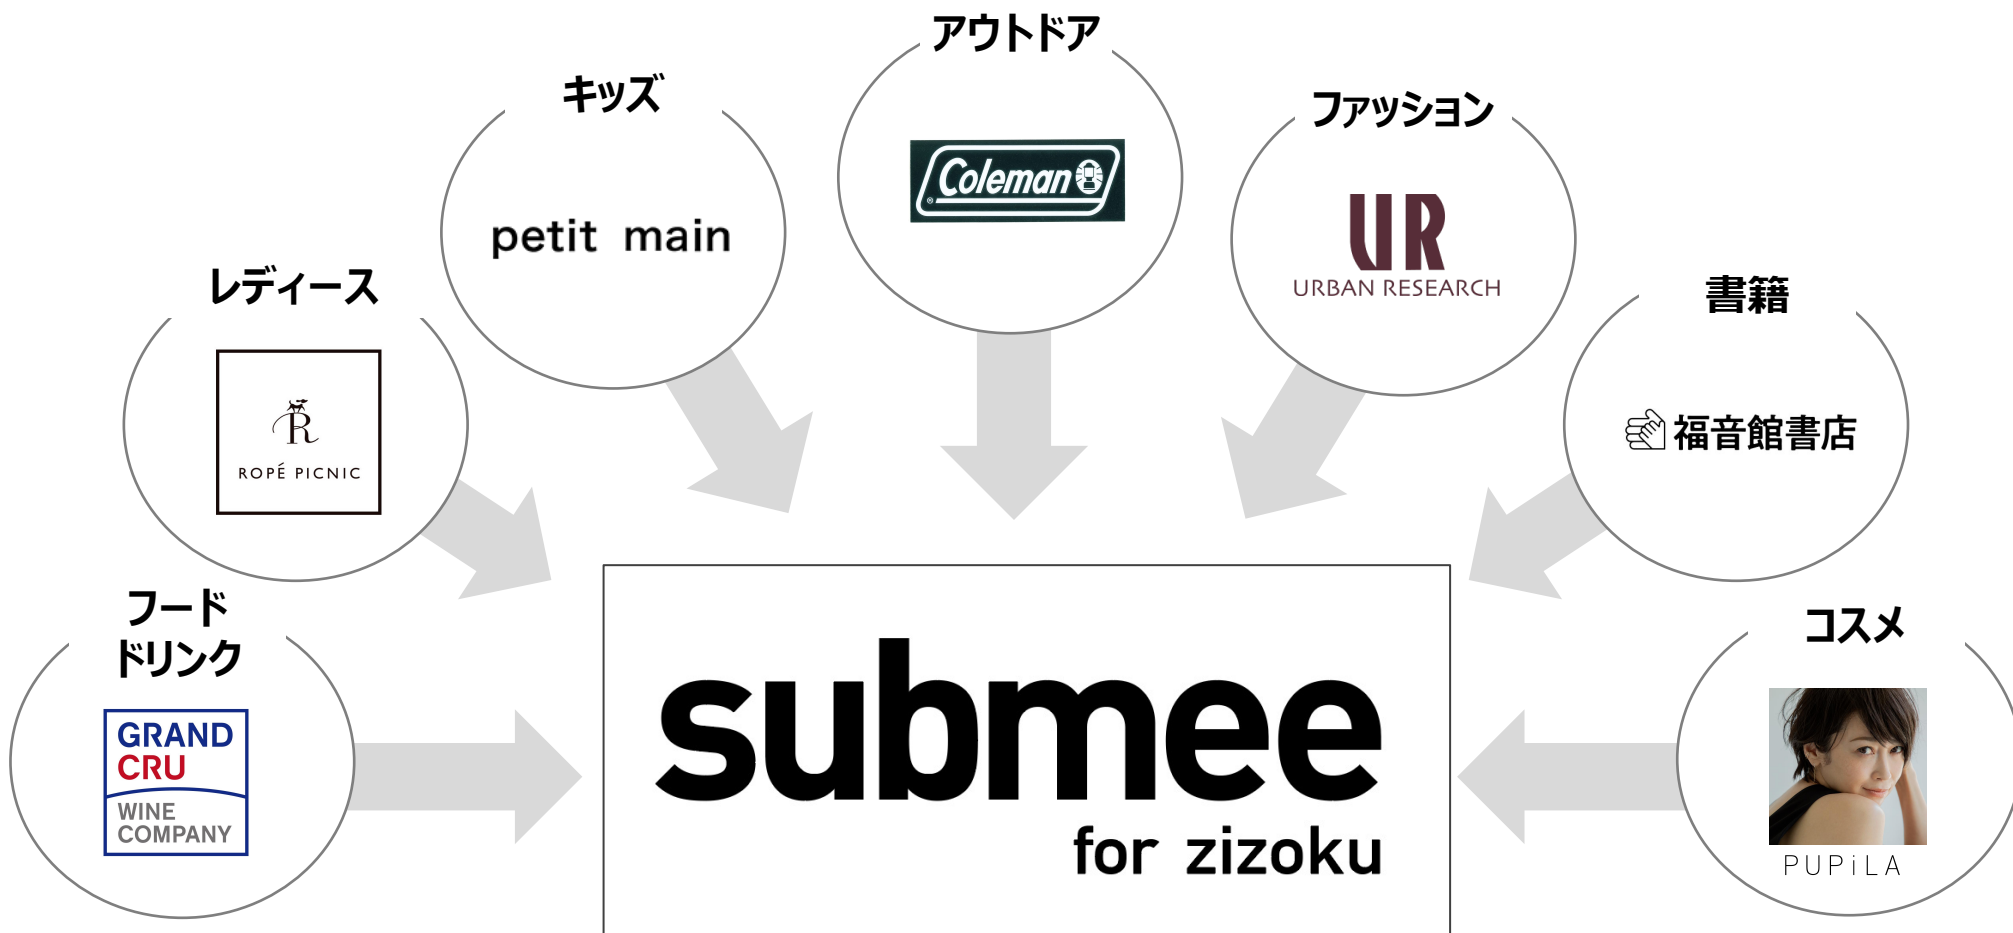 アウトドア
Coleman
キッズ
petit main
ファッション
UR
URBAN RESEARCH
レディース
R
ROPÉ PICNIC
書籍
福音館書店
フード
ドリンク
GRAND
CRU
WINE
COMPANY
コスメ
PUPiLA
submee
for zizoku